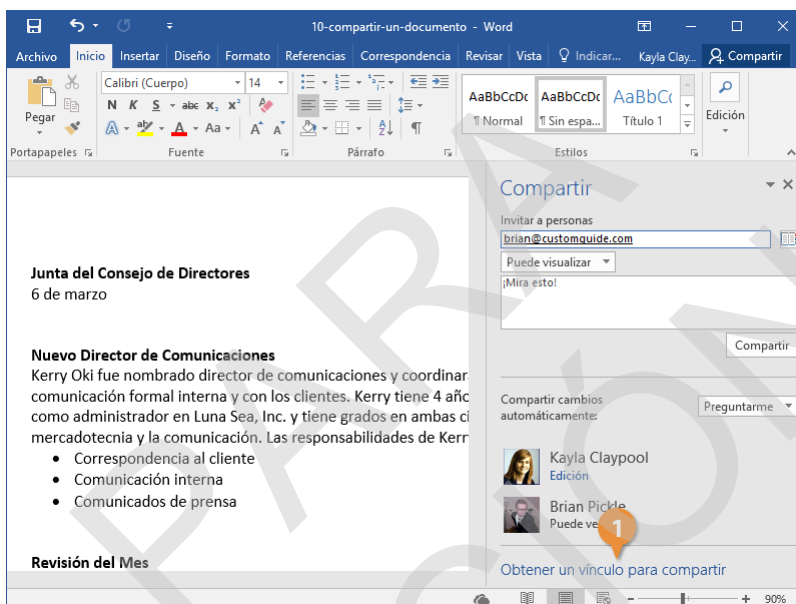 10-compartir-un-documento - Word
Archivo Inicio Insertar Diseño Formato Referencias Correspondencia Revisar Vista Indicar... Kayla Clay... Compartir
Pegar
Calibri (Cuerpo) 14
N K S abc x₂ x²
A aby A Aa A A
AaBbCcDc AaBbCcDc AaBbC
¶ Normal ¶ Sin espa... Título 1
Edición
Portapapeles Fuente Párrafo Estilos
Compartir
Invitar a personas
brian@customguide.com
Puede visualizar
¡Mira esto!
Compartir
Compartir cambios
automáticamente:
Preguntarme
Kayla Claypool
Edición
Brian Pickle
Puede ve
1
Obtener un vínculo para compartir
Junta del Consejo de Directores
6 de marzo
Nuevo Director de Comunicaciones
Kerry Oki fue nombrado director de comunicaciones y coordinar
comunicación formal interna y con los clientes. Kerry tiene 4 año
como administrador en Luna Sea, Inc. y tiene grados en ambas ci
mercadotecnia y la comunicación. Las responsabilidades de Kerr
• Correspondencia al cliente
• Comunicación interna
• Comunicados de prensa
Revisión del Mes
90%
PARA